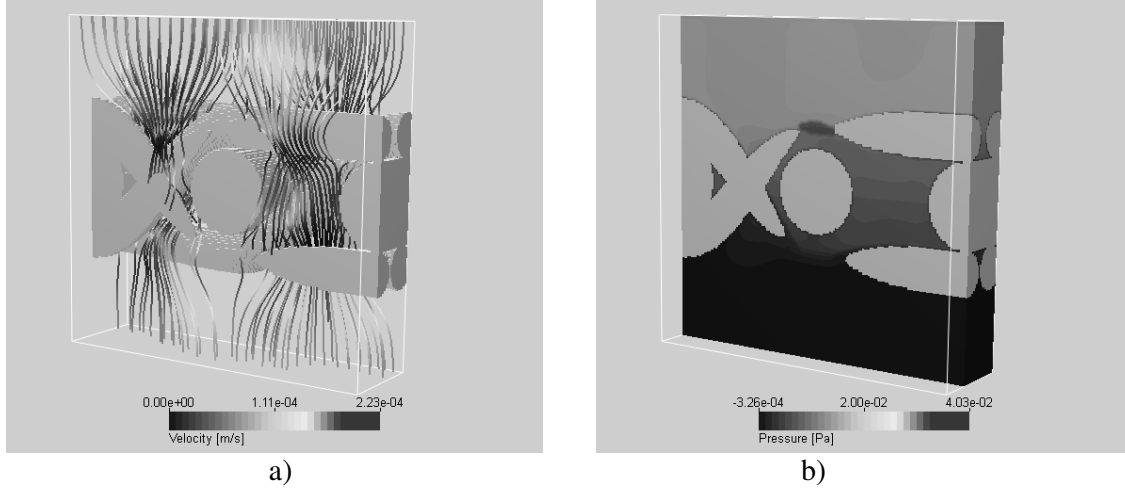 0.00e+00 1.11e-04 2.23e-04
Velocity [m/s]
a)
-3.26e-04 2.00e-02 4.03e-02
Pressure [Pa]
b)